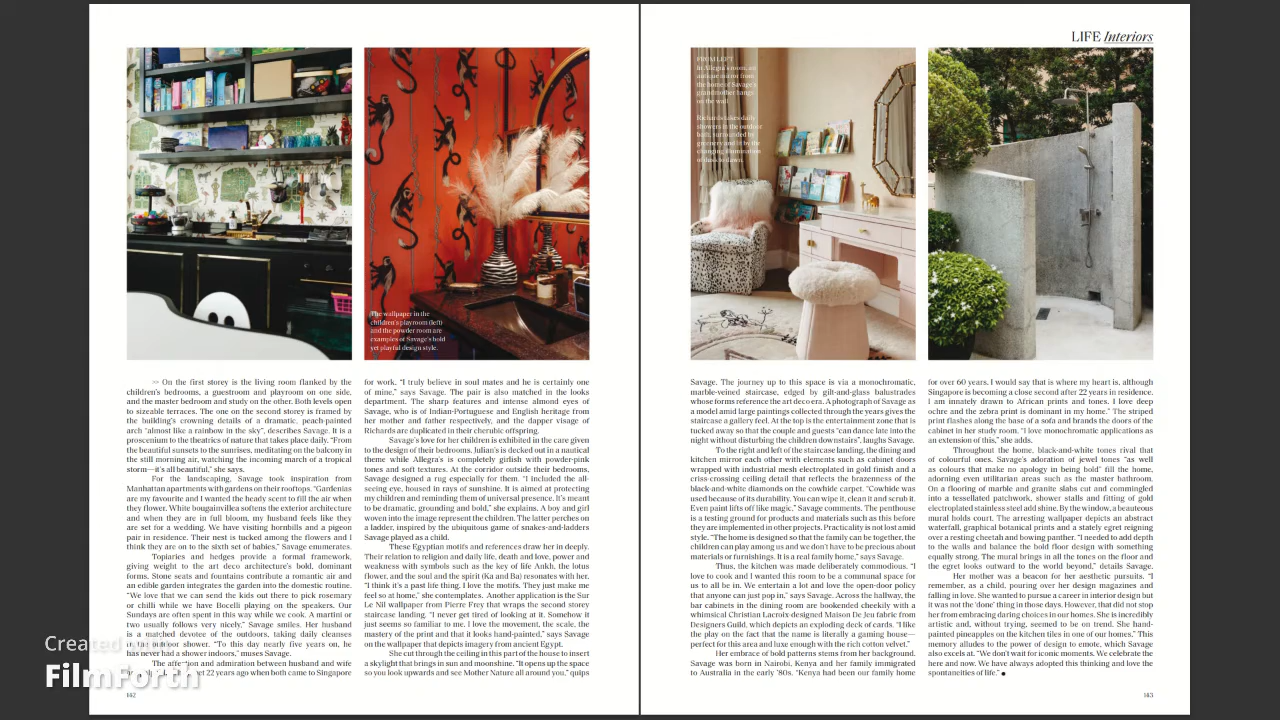 LIFE Interiors
The wallpaper in the
children's playroom (left)
and the powder room are
examples of Savage's bold
yet playful design style.
FROM LEFT
In Allegra's room, an
antique mirror from
the home of Savage's
grandmother hangs
on the wall.
Richards takes daily
showers in the outdoor
bath, surrounded by
greenery and lit by the
changing illumination
of dusk to dawn.
>> On the first storey is the living room flanked by the
children's bedrooms, a guestroom and playroom on one side,
and the master bedroom and study on the other. Both levels open
to sizeable terraces. The one on the second storey is framed by
the building's crowning details of a dramatic, peach-painted
arch "almost like a rainbow in the sky", describes Savage. It is a
proscenium to the theatrics of nature that takes place daily. "From
the beautiful sunsets to the sunrises, meditating on the balcony in
the still morning air, watching the incoming march of a tropical
storm—it's all beautiful," she says.
For the landscaping, Savage took inspiration from
Manhattan apartments with gardens on their rooftops. "Gardenias
are my favourite and I wanted the heady scent to fill the air when
they flower. White bougainvillea softens the exterior architecture
and when they are in full bloom, my husband feels like they
are set for a wedding. We have visiting hornbills and a pigeon
pair in residence. Their nest is tucked among the flowers and I
think they are on to the sixth set of babies," Savage enumerates.
Topiaries and hedges provide a formal framework,
giving weight to the art deco architecture's bold, dominant
forms. Stone seats and fountains contribute a romantic air and
an edible garden integrates the garden into the domestic routine.
"We love that we can send the kids out there to pick rosemary
or chilli while we have Bocelli playing on the speakers. Our
Sundays are often spent in this way while we cook. A martini or
two usually follows very nicely," Savage smiles. Her husband
is a matched devotee of the outdoors, taking daily cleanses
outdoor shower. "To this day nearly five years on, he
has never had a shower indoors," muses Savage.
The affection and admiration between husband and wife
22 years ago when both came to Singapore
for work. "I truly believe in soul mates and he is certainly one
of mine," says Savage. The pair is also matched in the looks
department. The sharp features and intense almond eyes of
Savage, who is of Indian-Portuguese and English heritage from
her mother and father respectively, and the dapper visage of
Richards are duplicated in their cherubic offspring.
Savage's love for her children is exhibited in the care given
to the design of their bedrooms. Julian's is decked out in a nautical
theme while Allegra's is completely girlish with powder-pink
tones and soft textures. At the corridor outside their bedrooms,
Savage designed a rug especially for them. "I included the all-
seeing eye, housed in rays of sunshine. It is aimed at protecting
my children and reminding them of universal presence. It's meant
to be strong, grounding and bold," she explains. A boy and girl
woven into the image represent the children. The latter perches on
a ladder, inspired by the ubiquitous game of snakes-and-ladders
Savage played as a child.
These Egyptian motifs and references draw her in deeply.
Their relation to religion and daily life, death and love, power and
weakness with symbols such as the key of life Ankh, the lotus
flower, and the soul and the spirit (Ka and Ba) resonates with her.
"I think it's a past life thing. I love the motifs. They just make me
feel so at home," she contemplates. Another application is the Sur
Le Nil wallpaper from Pierre Frey that wraps the second storey
staircase landing. "I never get tired of looking at it. Somehow it
just seems so familiar to me. I love the movement, the scale, the
mastery of the print and that it looks hand-painted," says Savage
on the wallpaper that depicts imagery from ancient Egypt.
She cut through the ceiling in this part of the house to insert
a skylight that brings in sun and moonshine. "It opens up the space
so you look upwards and see Mother Nature all around you," quips
Savage. The journey up to this space is via a monochromatic,
marble-veined staircase, edged by gilt-and-glass balustrades
whose forms reference the art deco era. A photograph of Savage as
a model amid large paintings collected through the years gives the
staircase a gallery feel. At the top is the entertainment zone that is
tucked away so that the couple and guests "can dance late into the
night without disturbing the children downstairs", laughs Savage.
To the right and left of the staircase landing, the dining and
kitchen mirror each other with elements such as cabinet doors
wrapped with industrial mesh electroplated in gold finish and a
criss-crossing ceiling detail that reflects the brazenness of the
black-and-white diamonds on the cowhide carpet. "Cowhide was
used because of its durability. You can wipe it, clean it and scrub it.
Even paint lifts off like magic," Savage comments. The penthouse
is a testing ground for products and materials such as this before
they are implemented in other projects. Practicality is not lost amid
style. "The home is designed so that the family can be together, the
children can play among us and we don't have to be precious about
materials or furnishings. It is a real family home," says Savage.
Thus, the kitchen was made deliberately commodious. "I
love to cook and I wanted this room to be a communal space for
us to all be in. We entertain a lot and love the open-door policy
that anyone can just pop in," says Savage. Across the hallway, the
bar cabinets in the dining room are bookended cheekily with a
whimsical Christian Lacroix-designed Maison De Jeu fabric from
Designers Guild, which depicts an exploding deck of cards. "I like
the play on the fact that the name is literally a gaming house—
perfect for this area and luxe enough with the rich cotton velvet."
Her embrace of bold patterns stems from her background.
Savage was born in Nairobi, Kenya and her family immigrated
to Australia in the early '80s. "Kenya had been our family home
for over 60 years. I would say that is where my heart is, although
Singapore is becoming a close second after 22 years in residence.
I am innately drawn to African prints and tones. I love deep
ochre and the zebra print is dominant in my home." The striped
print flashes along the base of a sofa and brands the doors of the
cabinet in her study room. "I love monochromatic applications as
an extension of this," she adds.
Throughout the home, black-and-white tones rival that
of colourful ones. Savage's adoration of jewel tones "as well
as colours that make no apology in being bold" fill the home,
adorning even utilitarian areas such as the master bathroom.
On a flooring of marble and granite slabs cut and commingled
into a tessellated patchwork, shower stalls and fitting of gold
electroplated stainless steel add shine. By the window, a beauteous
mural holds court. The arresting wallpaper depicts an abstract
waterfall, graphical botanical prints and a stately egret reigning
over a resting cheetah and bowing panther. "I needed to add depth
to the walls and balance the bold floor design with something
equally strong. The mural brings in all the tones on the floor and
the egret looks outward to the world beyond," details Savage.
Her mother was a beacon for her aesthetic pursuits. "I
remember, as a child, pouring over her design magazines and
falling in love. She wanted to pursue a career in interior design but
it was not the 'done' thing in those days. However, that did not stop
her from embracing daring choices in our homes. She is incredibly
artistic and, without trying, seemed to be on trend. She hand-
painted pineapples on the kitchen tiles in one of our homes." This
memory alludes to the power of design to emote, which Savage
also excels at. "We don't wait for iconic moments. We celebrate the
here and now. We have always adopted this thinking and love the
spontaneities of life." ●
142
143
Created
FilmForth